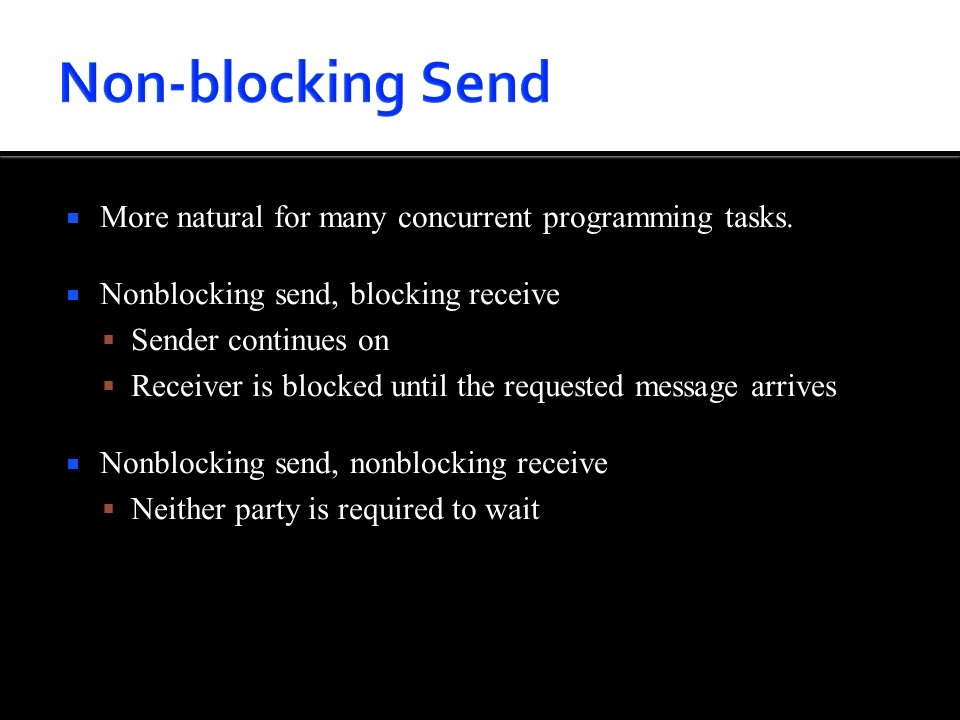 Non-blocking Send
More natural for many concurrent programming tasks.
Nonblocking send, blocking receive
Sender continues on
Receiver is blocked until the requested message arrives
Nonblocking send, nonblocking receive
Neither party is required to wait